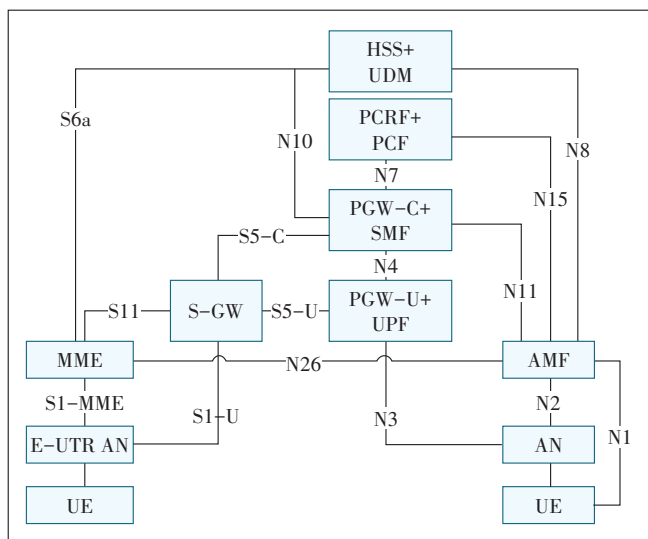 HSS+
UDM
S6a
PCRF+
PCF
N10
N8
N7
N15
PGW-C+
SMF
S5-C
N4
N11
S11
S-GW
S5-U
PGW-U+
UPF
MME
N26
AMF
S1-MME
S1-U
N3
N2
N1
E-UTR AN
AN
UE
UE